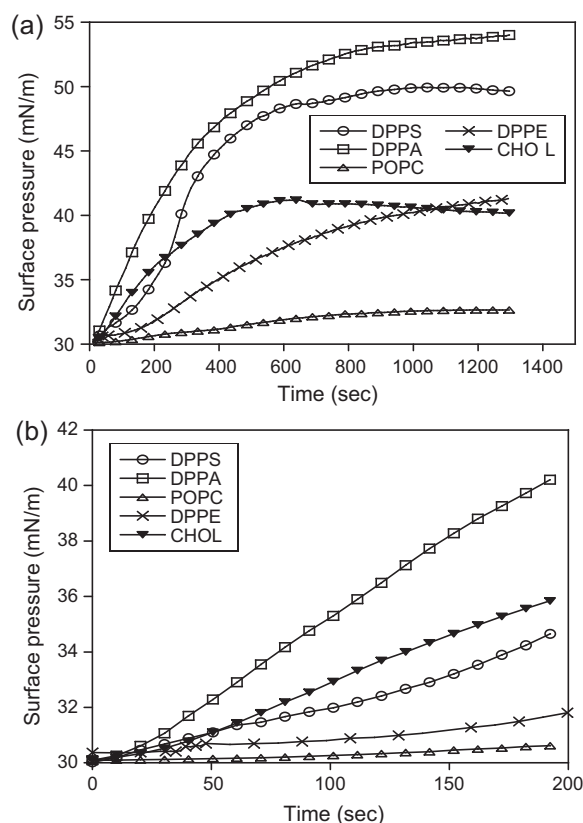 (a)
55
50
45
40
35
30
Surface pressure (mN/m)
DPPS
DPPE
DPPA
CHO L
POPC
0 200 400 600 800 1000 1200 1400
Time (sec)
(b)
42
40
38
36
34
32
30
Surface pressure (mN/m)
DPPS
DPPA
POPC
DPPE
CHOL
0 50 100 150 200
Time (sec)